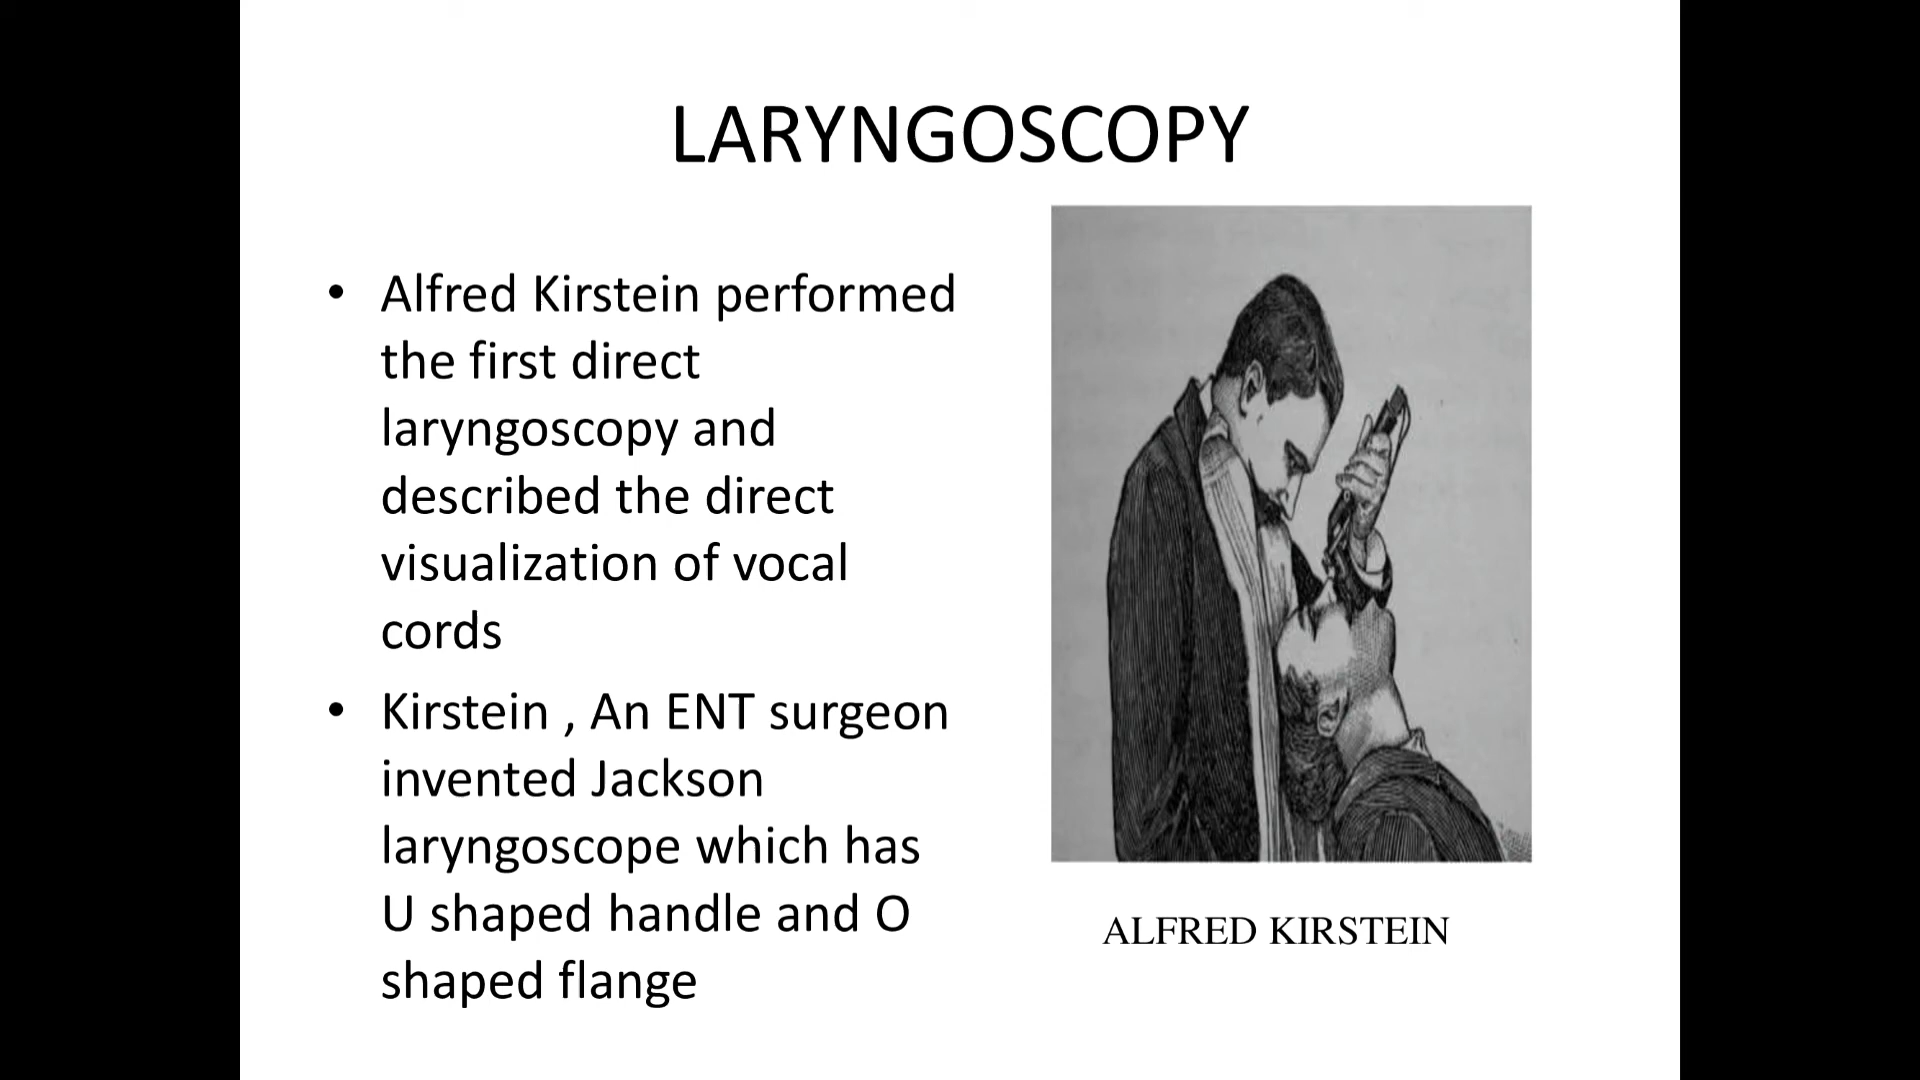 LARYNGOSCOPY
• Alfred Kirstein performed
the first direct
laryngoscopy and
described the direct
visualization of vocal
cords
• Kirstein , An ENT surgeon
invented Jackson
laryngoscope which has
U shaped handle and O
shaped flange
ALFRED KIRSTEIN